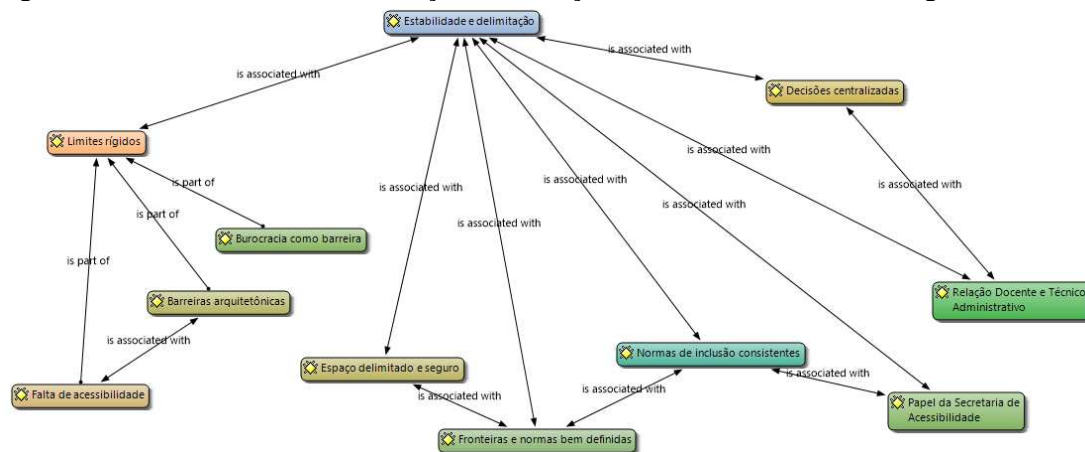 Estabilidade e delimitação
is associated with
is associated with
Decisões centralizadas
Limites rígidos
is associated with
is part of
is associated with
is associated with
is associated with
is associated with
is part of
is associated with
Burocracia como barreira
is part of
Relação Docente e Técnico
Administrativo
Barreiras arquitetônicas
is associated with
Normas de inclusão consistentes
Espaço delimitado e seguro
is associated with
is associated with
Falta de acessibilidade
is associated with
Papel da Secretaria de
Acessibilidade
Fronteiras e normas bem definidas